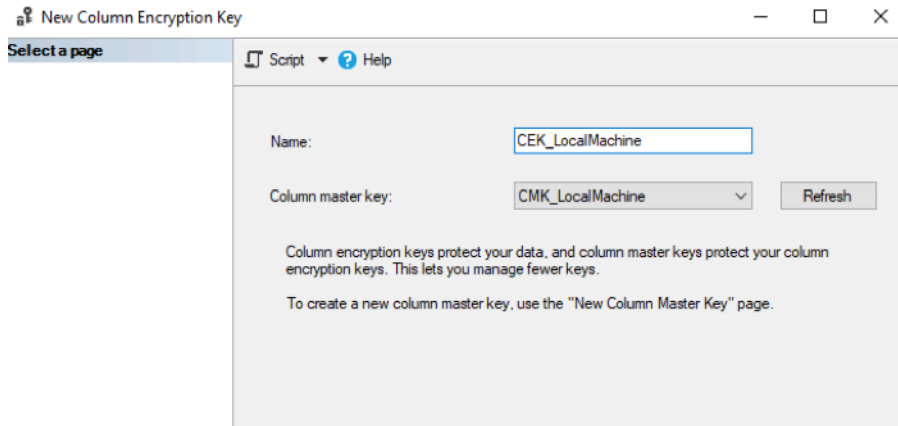 New Column Encryption Key
Select a page
Script Help
Name: CEK_LocalMachine
Column master key: CMK_LocalMachine Refresh
Column encryption keys protect your data, and column master keys protect your column
encryption keys. This lets you manage fewer keys.
To create a new column master key, use the "New Column Master Key" page.